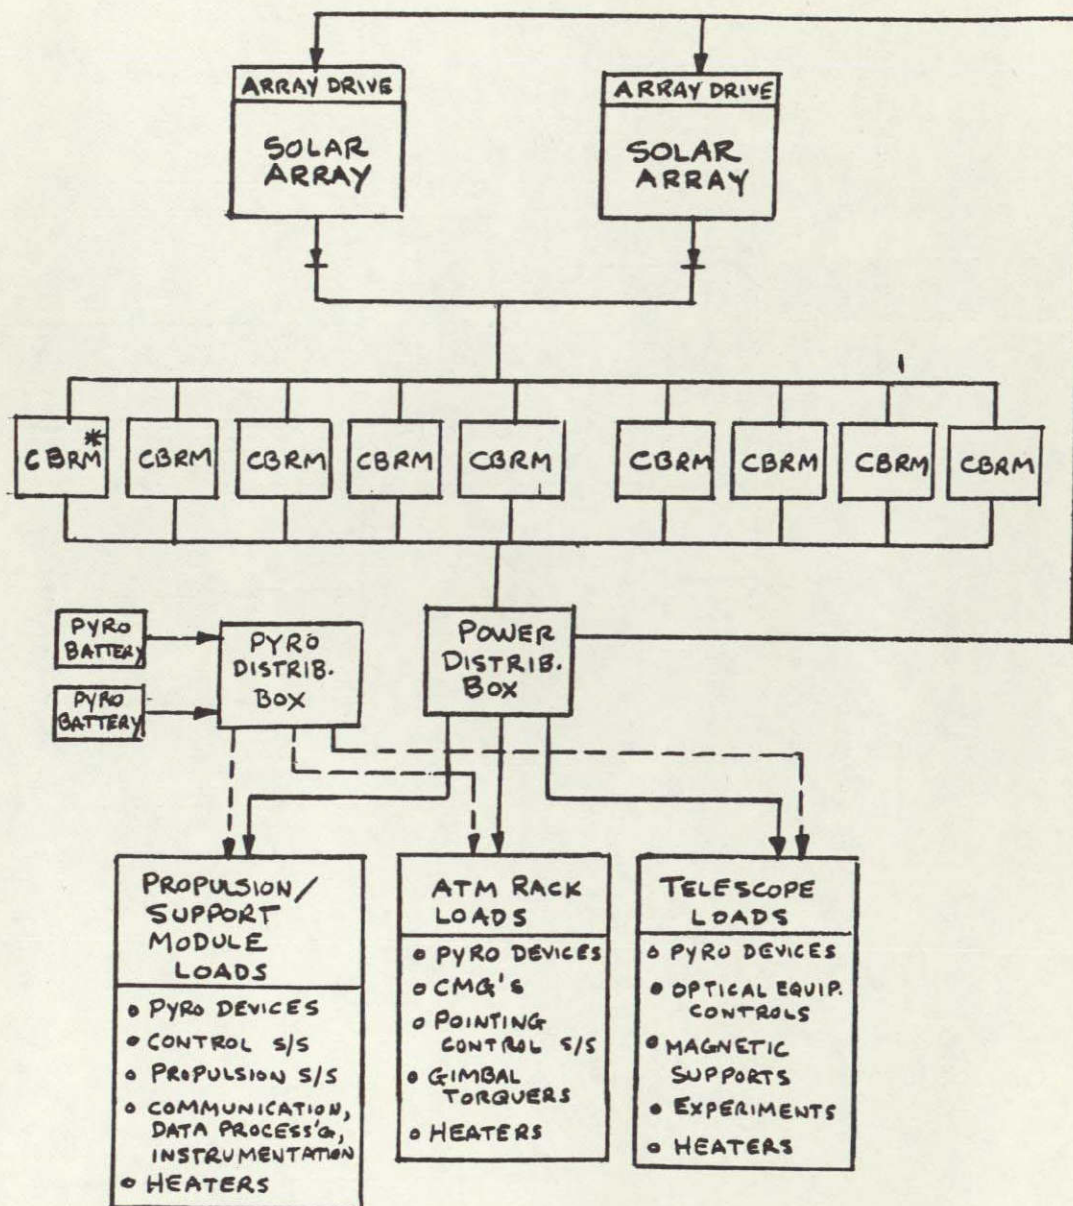 ARRAY DRIVE
SOLAR
ARRAY
ARRAY DRIVE
SOLAR
ARRAY
CBRM*
CBRM
CBRM
CBRM
CBRM
CBRM
CBRM
CBRM
CBRM
PYRO
BATTERY
PYRO
BATTERY
PYRO
DISTRIB.
BOX
POWER
DISTRIB.
BOX
PROPULSION/
SUPPORT
MODULE
LOADS
• PYRO DEVICES
• CONTROL S/S
• PROPULSION S/S
• COMMUNICATION,
DATA PROCESS'G,
INSTRUMENTATION
• HEATERS
ATM RACK
LOADS
• PYRO DEVICES
• CMG'S
• POINTING
CONTROL S/S
• GIMBAL
TORQUERS
• HEATERS
TELESCOPE
LOADS
• PYRO DEVICES
• OPTICAL EQUIP.
CONTROLS
• MAGNETIC
SUPPORTS
• EXPERIMENTS
• HEATERS